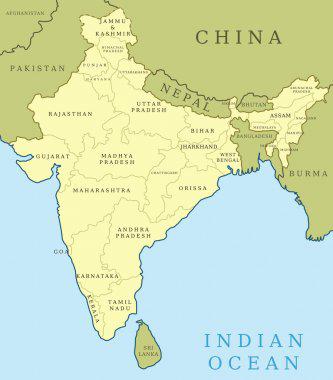 AFGHANISTAN
JAMMU
& KASHMIR
CHINA
HIMACHAL
PRADESH
PAKISTAN
PUNJAB
UTTARAKHAND
HARYANA
NEPAL
ARUNACHAL
PRADESH
SIKKIM
BHUTAN
RAJASTHAN
UTTAR
PRADESH
ASSAM
NAGALAND
BIHAR
MEGHALAYA
MANIPUR
BANGLADESH
JHARKHAND
GUJARAT
MADHYA
PRADESH
WEST
BENGAL
MIZORAM
CHATTISGARH
BURMA
MAHARASHTRA
ORISSA
ANDHRA
PRADESH
GOA
KARNATAKA
KERALA
TAMIL
NADU
INDIAN
OCEAN
SRI
LANKA